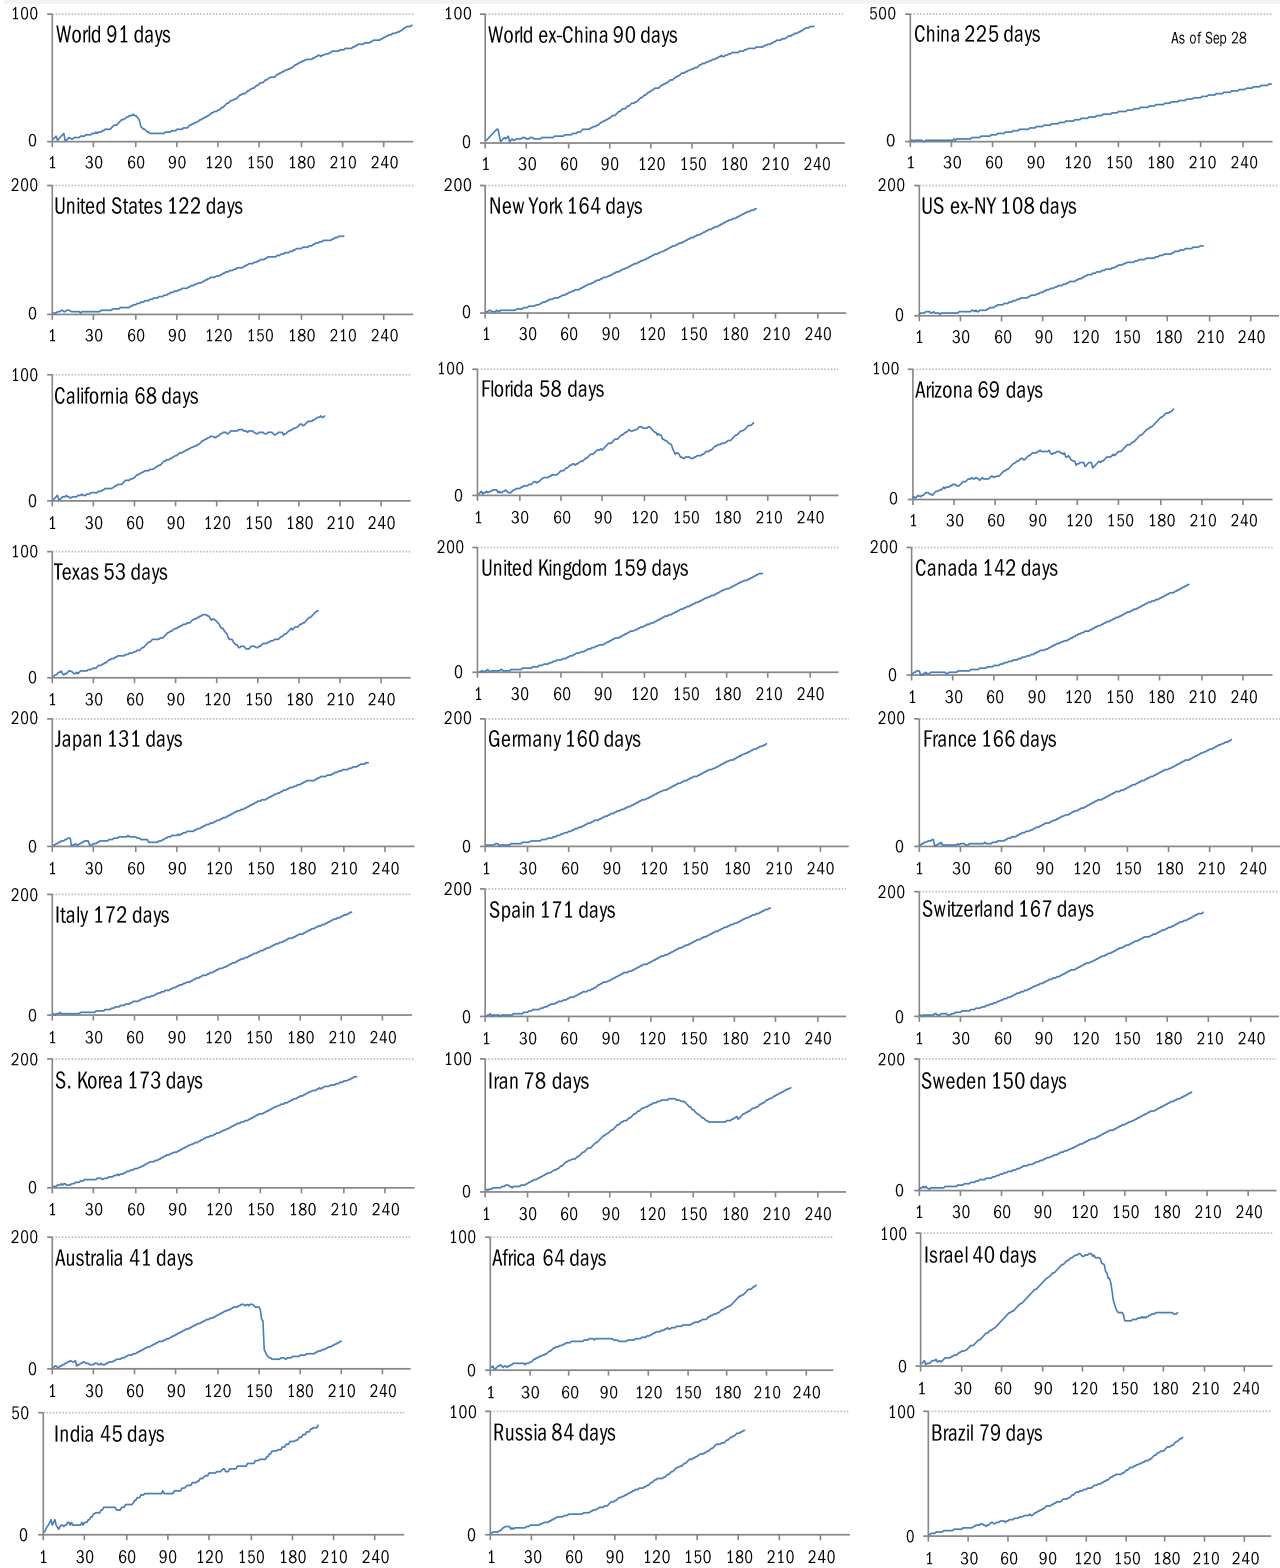 100 100 500
World 91 days World ex-China 90 days China 225 days As of Sep 28
0 0 0
1 30 60 90 120 150 180 210 240 1 30 60 90 120 150 180 210 240 1 30 60 90 120 150 180 210 240
200 200 200
United States 122 days New York 164 days US ex-NY 108 days
0 0 0
1 30 60 90 120 150 180 210 240 1 30 60 90 120 150 180 210 240 1 30 60 90 120 150 180 210 240
100 100 100
California 68 days Florida 58 days Arizona 69 days
0 0 0
1 30 60 90 120 150 180 210 240 1 30 60 90 120 150 180 210 240 1 30 60 90 120 150 180 210 240
100 200 200
Texas 53 days United Kingdom 159 days Canada 142 days
0 0 0
1 30 60 90 120 150 180 210 240 1 30 60 90 120 150 180 210 240 1 30 60 90 120 150 180 210 240
200 200 200
Japan 131 days Germany 160 days France 166 days
0 0 0
1 30 60 90 120 150 180 210 240 1 30 60 90 120 150 180 210 240 1 30 60 90 120 150 180 210 240
200 200 200
Italy 172 days Spain 171 days Switzerland 167 days
0 0 0
1 30 60 90 120 150 180 210 240 1 30 60 90 120 150 180 210 240 1 30 60 90 120 150 180 210 240
200 100 200
S. Korea 173 days Iran 78 days Sweden 150 days
0 0 0
1 30 60 90 120 150 180 210 240 1 30 60 90 120 150 180 210 240 1 30 60 90 120 150 180 210 240
200 100 100
Australia 41 days Africa 64 days Israel 40 days
0 0 0
1 30 60 90 120 150 180 210 240 1 30 60 90 120 150 180 210 240 1 30 60 90 120 150 180 210 240
50 100 100
India 45 days Russia 84 days Brazil 79 days
0 0 0
1 30 60 90 120 150 180 210 240 1 30 60 90 120 150 180 210 240 1 30 60 90 120 150 180 210 240